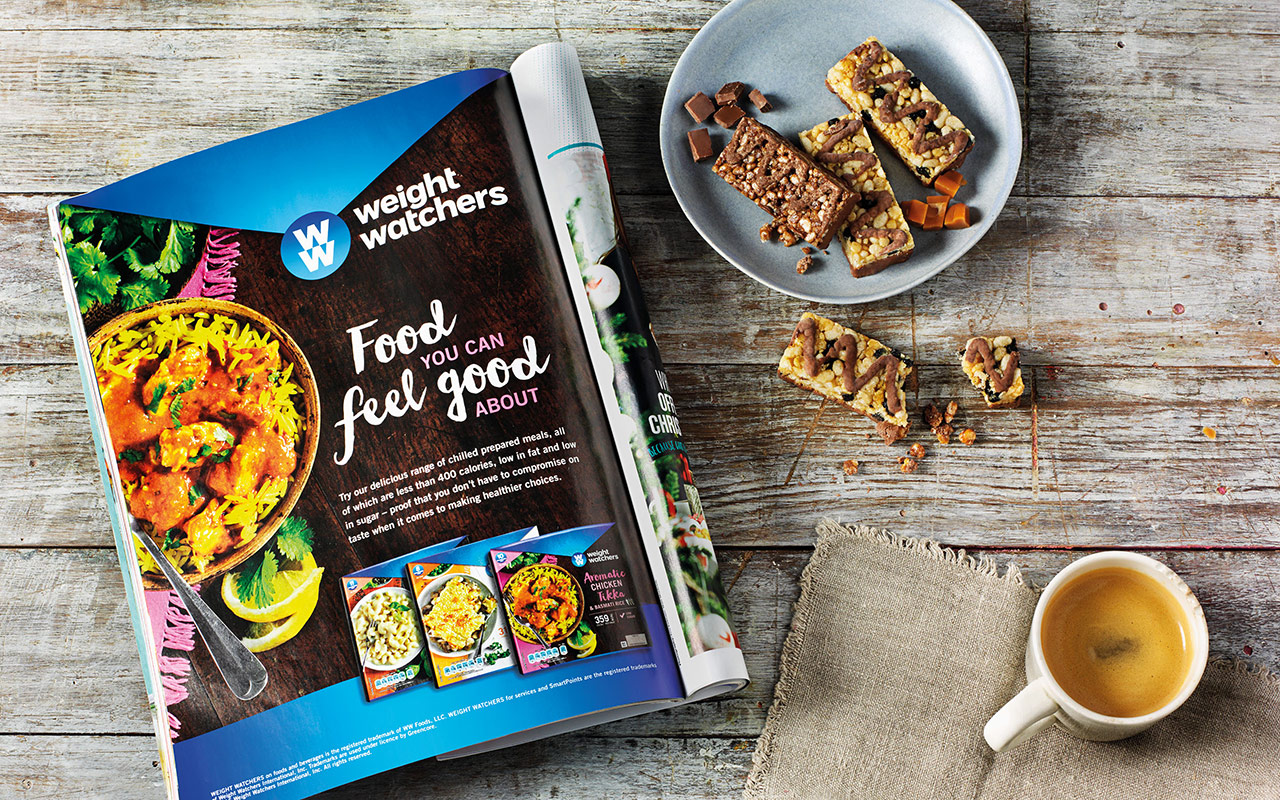 weight
watchers
WW
Food
YOU CAN
feel good
ABOUT
Try our delicious range of chilled prepared meals, all
of which are less than 400 calories, low in fat and low
in sugar – proof that you don't have to compromise on
taste when it comes to making healthier choices.
weight
watchers
Aromatic
CHICKEN
Tikka
& BASMATI RICE
359
WEIGHT WATCHERS on foods and beverages is the registered trademark of WW Foods, LLC. WEIGHT WATCHERS for services and SmartPoints are the registered trademarks
of Weight Watchers International, Inc. Trademarks are used under licence by Greencore.
Weight Watchers International, Inc. All rights reserved.